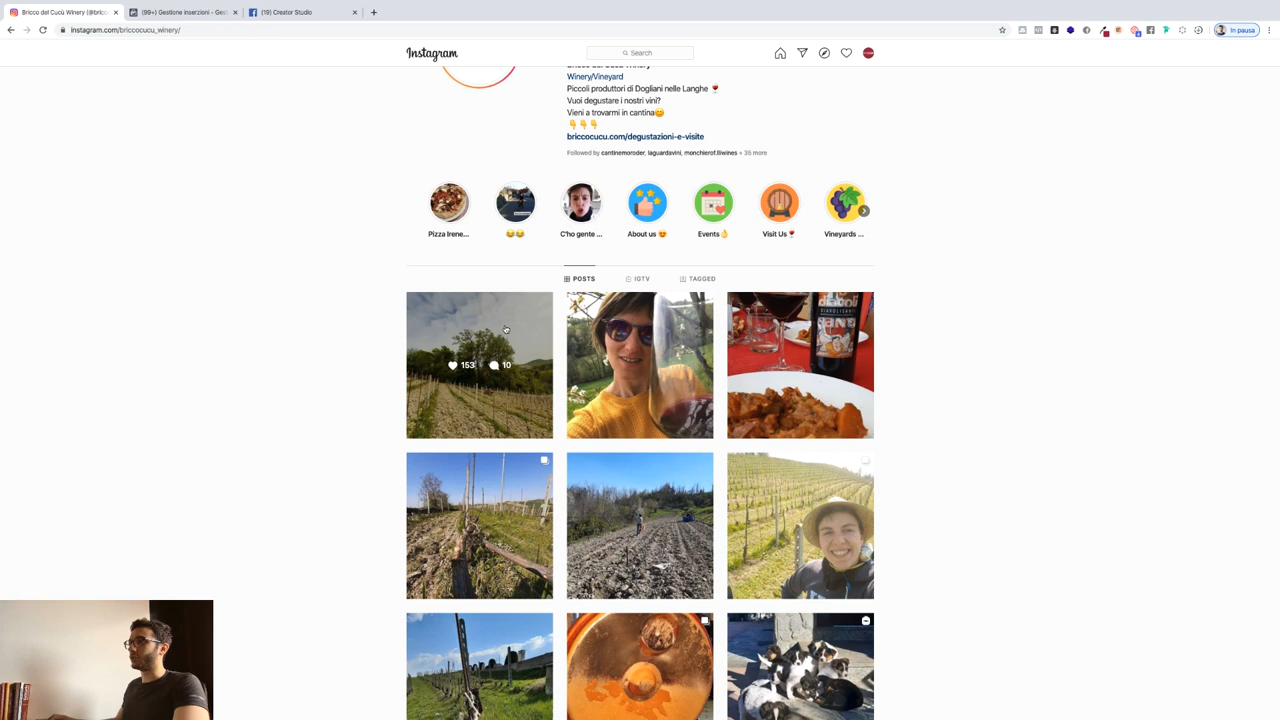 Bricco del Cucù Winery (@bricc
(99+) Gestione inserzioni - Gest
(19) Creator Studio
instagram.com/briccocucu_winery/
In pausa
Instagram
Search
Winery/Vineyard
Piccoli produttori di Dogliani nelle Langhe 🍷
Vuoi degustare i nostri vini?
Vieni a trovarmi in cantina😊
👇👇👇
briccocucu.com/degustazioni-e-visite
Followed by cantinemoroder, laguardavini, monchierof.lliwines + 35 more
Pizza Irene...
😂😂
C'ho gente ...
About us 😍
Events👌
Visit Us🍷
Vineyards ...
POSTS
IGTV
TAGGED
153
10
diaboli